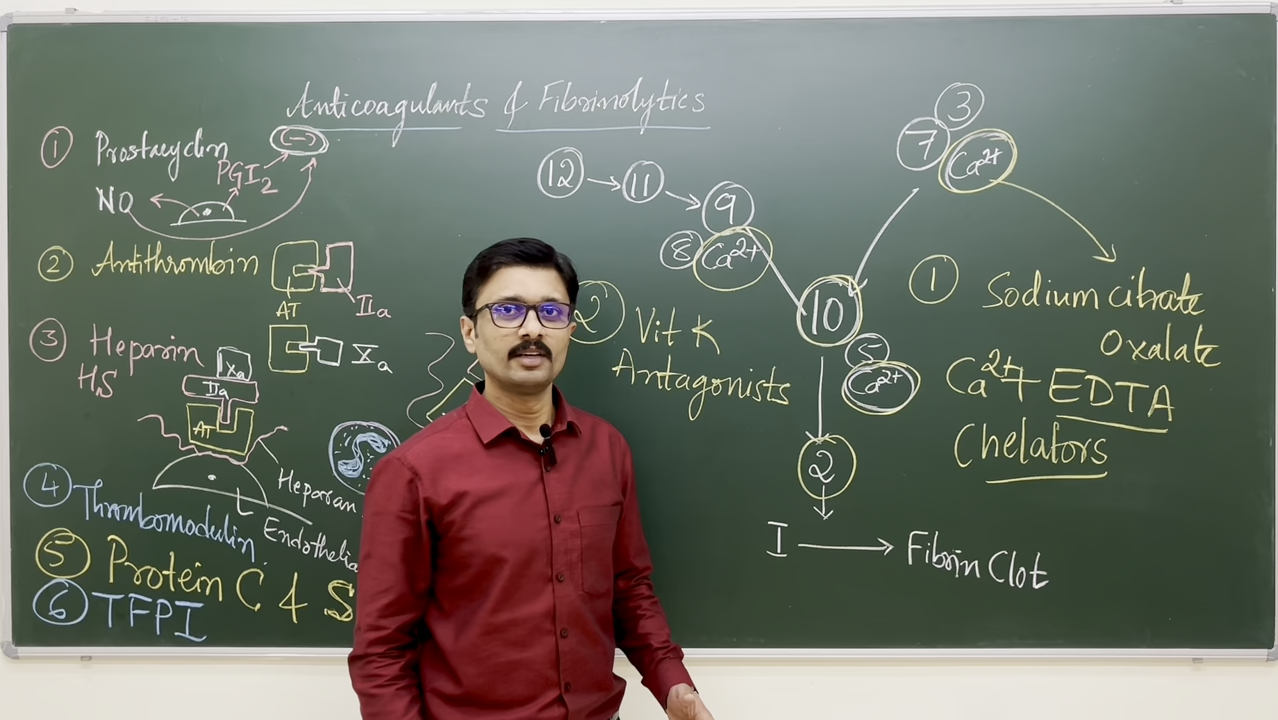 Anticoagulants & Fibrinolytics
① Prostacyclin
(-)
PGI2
NO
② Antithrombin
AT
IIa
Xa
③ Heparin
HS
Xa
IIa
AT
Heparan
Endothelia
④ Thrombomodulin
⑤ Protein C & S
⑥ TFPI
12 → 11 → 9
8 Ca²⁺
3
7 Ca²⁺
10
5
Ca²⁺
2
I → Fibrin Clot
② Vit K
Antagonists
① Sodium citrate
Oxalate
Ca²⁺+ EDTA
Chelators